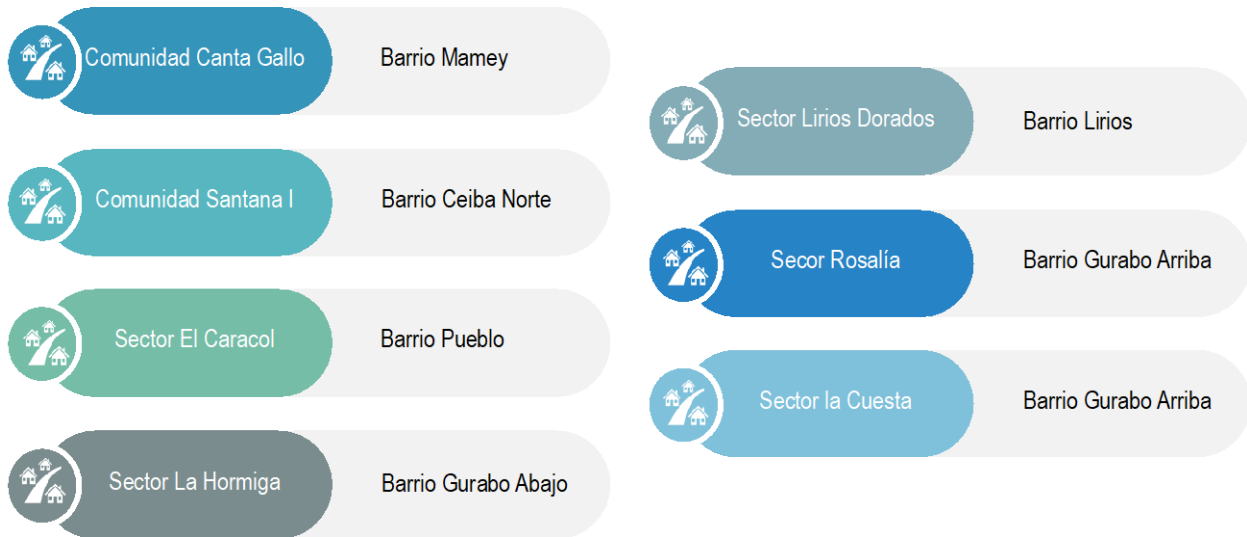 Comunidad Canta Gallo
Barrio Mamey
Comunidad Santana I
Barrio Ceiba Norte
Sector El Caracol
Barrio Pueblo
Sector La Hormiga
Barrio Gurabo Abajo
Sector Lirios Dorados
Barrio Lirios
Secor Rosalía
Barrio Gurabo Arriba
Sector la Cuesta
Barrio Gurabo Arriba